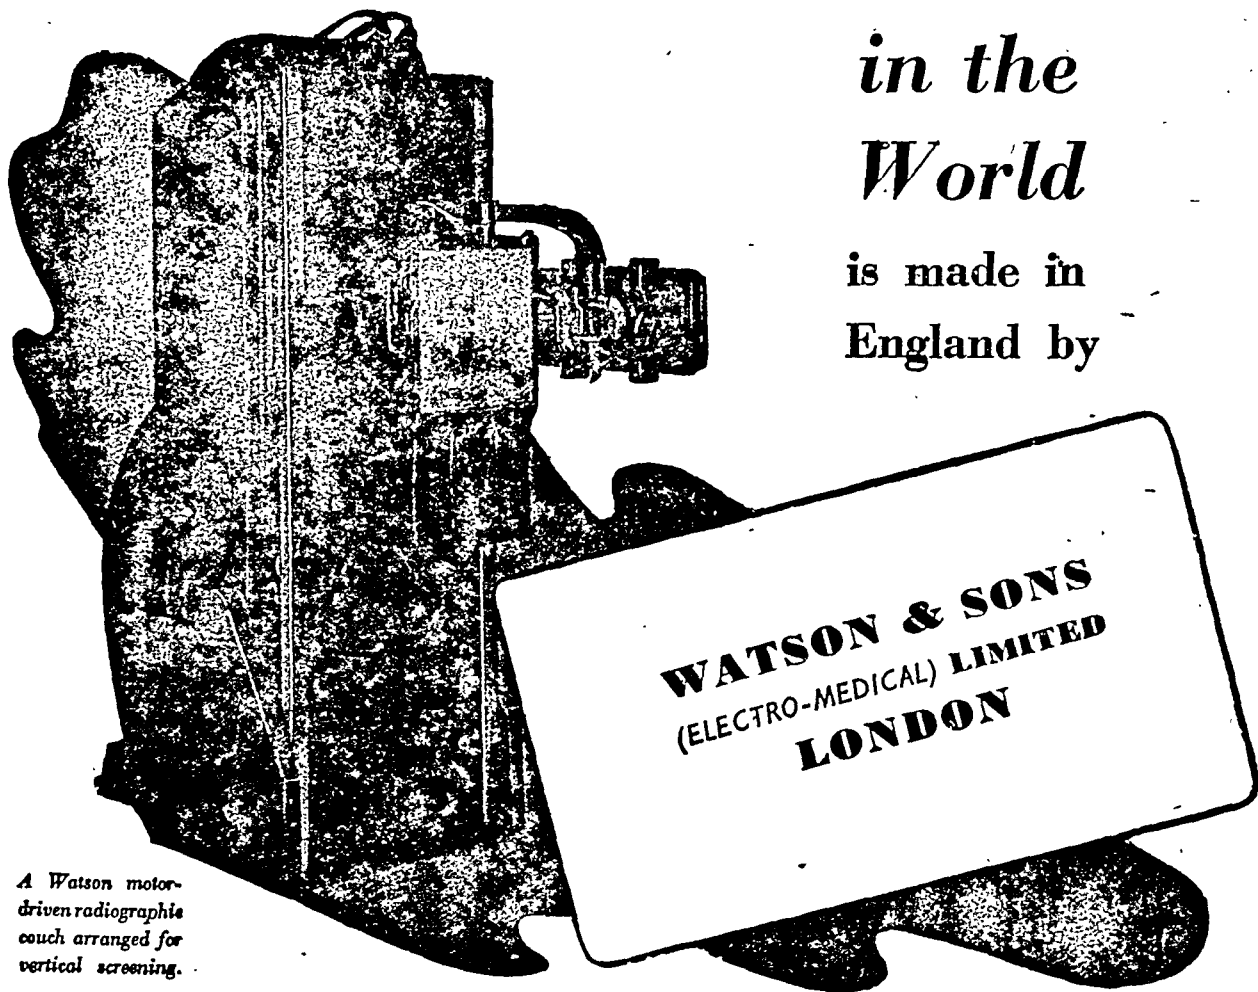 in the
World
is made in
England by
WATSON & SONS
(ELECTRO-MEDICAL) LIMITED
LONDON
A Watson motor-
driven radiographic
couch arranged for
vertical screening.